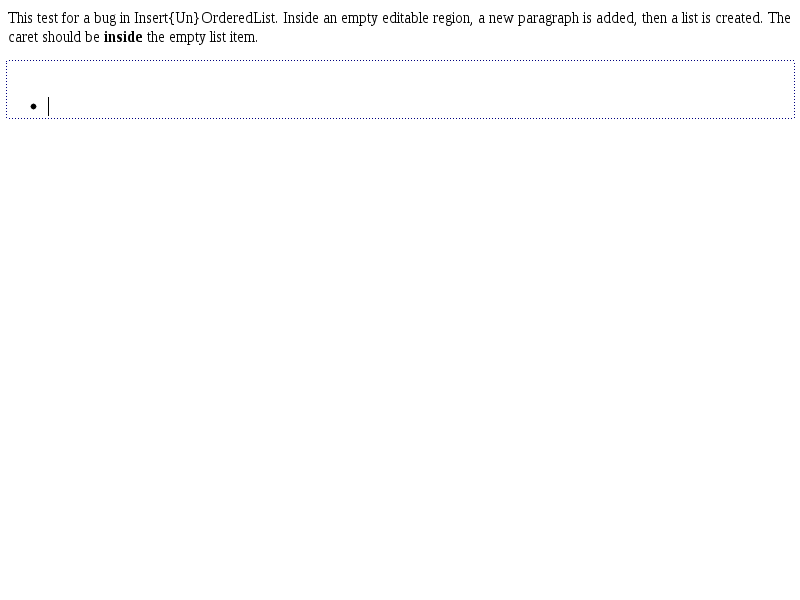 This test for a bug in Insert{Un}OrderedList. Inside an empty editable region, a new paragraph is added, then a list is created. The
caret should be inside the empty list item.